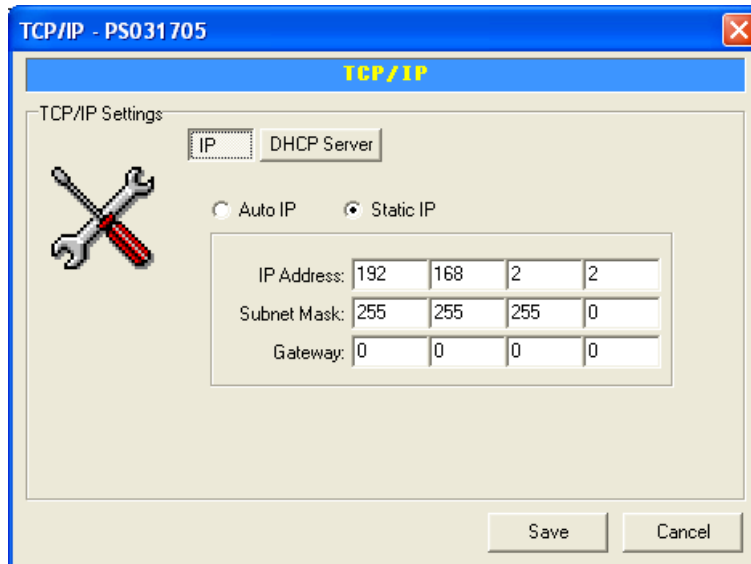 TCP/IP - PS031705
TCP/IP
TCP/IP Settings
IP DHCP Server
Auto IP Static IP
IP Address: 192 168 2 2
Subnet Mask: 255 255 255 0
Gateway: 0 0 0 0
Save Cancel